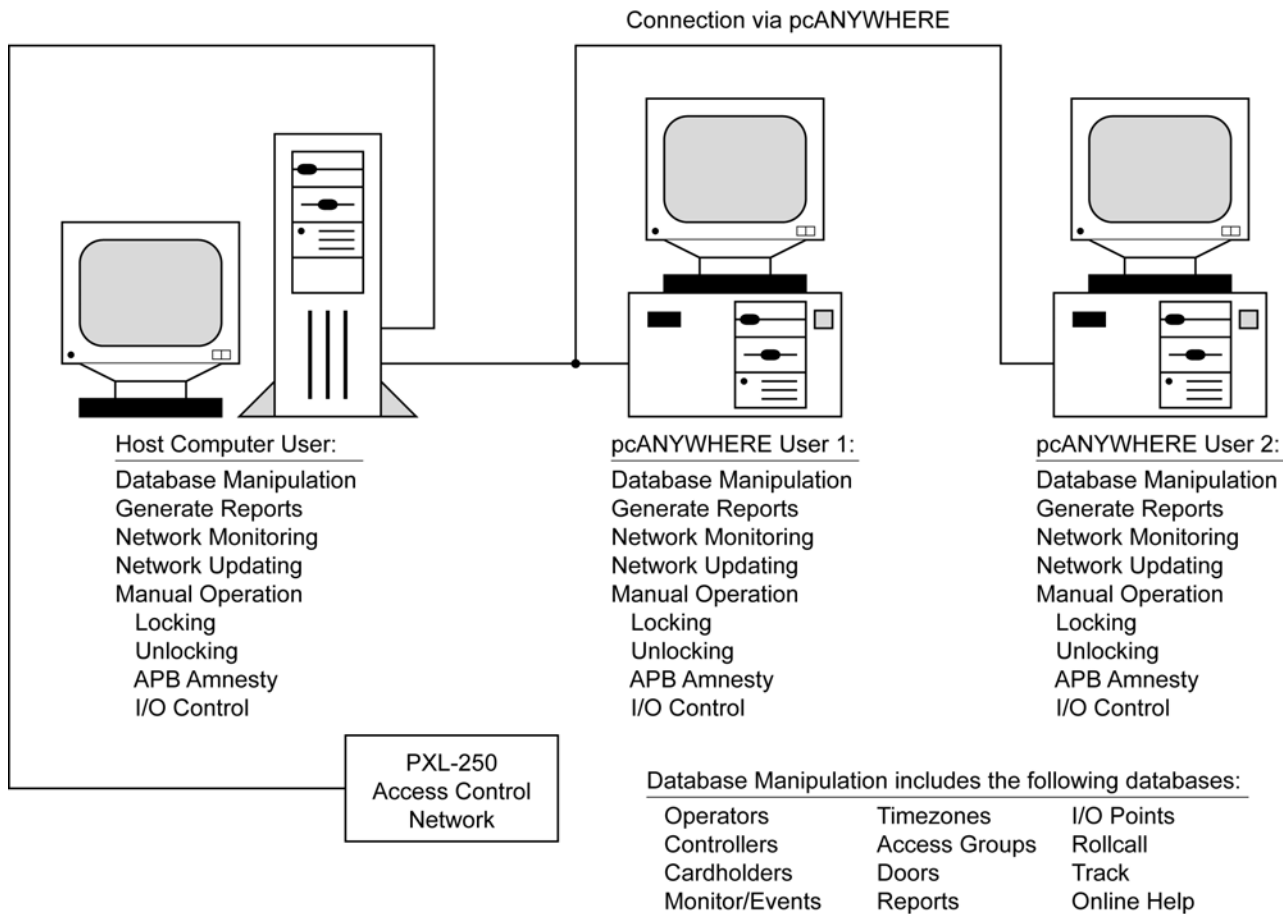 Connection via pcANYWHERE
Host Computer User:
Database Manipulation
Generate Reports
Network Monitoring
Network Updating
Manual Operation
Locking
Unlocking
APB Amnesty
I/O Control
pcANYWHERE User 1:
Database Manipulation
Generate Reports
Network Monitoring
Network Updating
Manual Operation
Locking
Unlocking
APB Amnesty
I/O Control
pcANYWHERE User 2:
Database Manipulation
Generate Reports
Network Monitoring
Network Updating
Manual Operation
Locking
Unlocking
APB Amnesty
I/O Control
PXL-250
Access Control
Network
Database Manipulation includes the following databases:
Operators Timezones I/O Points
Controllers Access Groups Rollcall
Cardholders Doors Track
Monitor/Events Reports Online Help